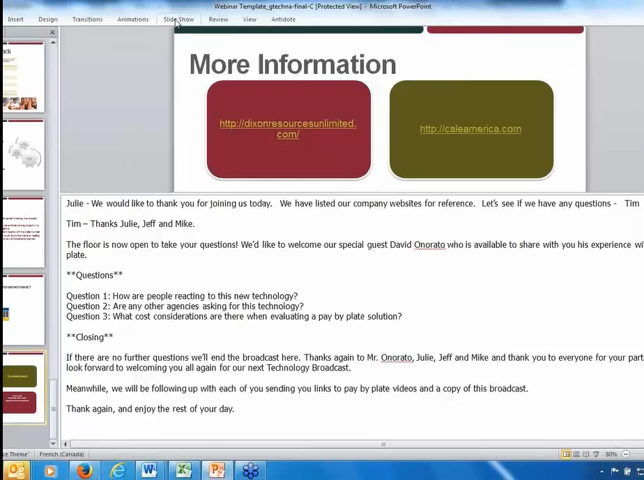 Webinar Template_gtechna-final-C [Protected View] - Microsoft PowerPoint
Insert Design Transitions Animations Slide Show Review View Antidote
More Information
http://dixonresourcesunlimited.
com/
http://calearnerica.com
Julie - We would like to thank you for joining us today. We have listed our company websites for reference. Let's see if we have any questions - Tim
Tim – Thanks Julie, Jeff and Mike.
The floor is now open to take your questions! We'd like to welcome our special guest David Onorato who is available to share with you his experience wi
plate.
**Questions**
Question 1: How are people reacting to this new technology?
Question 2: Are any other agencies asking for this technology?
Question 3: What cost considerations are there when evaluating a pay by plate solution?
**Closing**
If there are no further questions we'll end the broadcast here. Thanks again to Mr. Onorato, Julie, Jeff and Mike and thank you to everyone for your parti
look forward to welcoming you all again for our next Technology Broadcast.
Meanwhile, we will be following up with each of you sending you links to pay by plate videos and a copy of this broadcast.
Thank again, and enjoy the rest of your day.
ce Theme" French (Canada) 80%